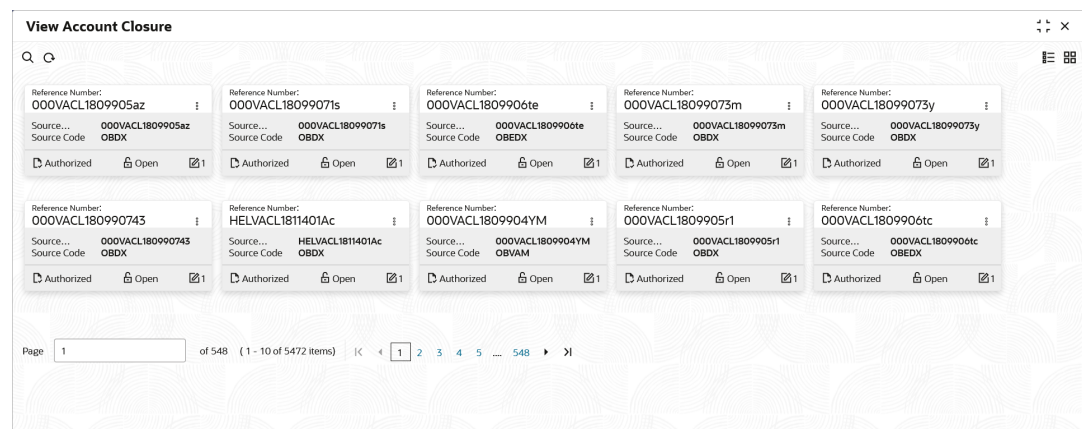 View Account Closure
Reference Number:
000VACL1809905az
Source... 000VACL1809905az
Source Code OBDX
Authorized Open 1
Reference Number:
000VACL18099071s
Source... 000VACL18099071s
Source Code OBDX
Authorized Open 1
Reference Number:
000VACL1809906te
Source... 000VACL1809906te
Source Code OBEDX
Authorized Open 1
Reference Number:
000VACL18099073m
Source... 000VACL18099073m
Source Code OBDX
Authorized Open 1
Reference Number:
000VACL18099073y
Source... 000VACL18099073y
Source Code OBDX
Authorized Open 1
Reference Number:
000VACL180990743
Source... 000VACL180990743
Source Code OBDX
Authorized Open 1
Reference Number:
HELVACL1811401Ac
Source... HELVACL1811401Ac
Source Code OBDX
Authorized Open 1
Reference Number:
000VACL1809904YM
Source... 000VACL1809904YM
Source Code OBVAM
Authorized Open 1
Reference Number:
000VACL1809905r1
Source... 000VACL1809905r1
Source Code OBDX
Authorized Open 1
Reference Number:
000VACL1809906tc
Source... 000VACL1809906tc
Source Code OBEDX
Authorized Open 1
Page 1 of 548 ( 1 - 10 of 5472 items) 1 2 3 4 5 .... 548